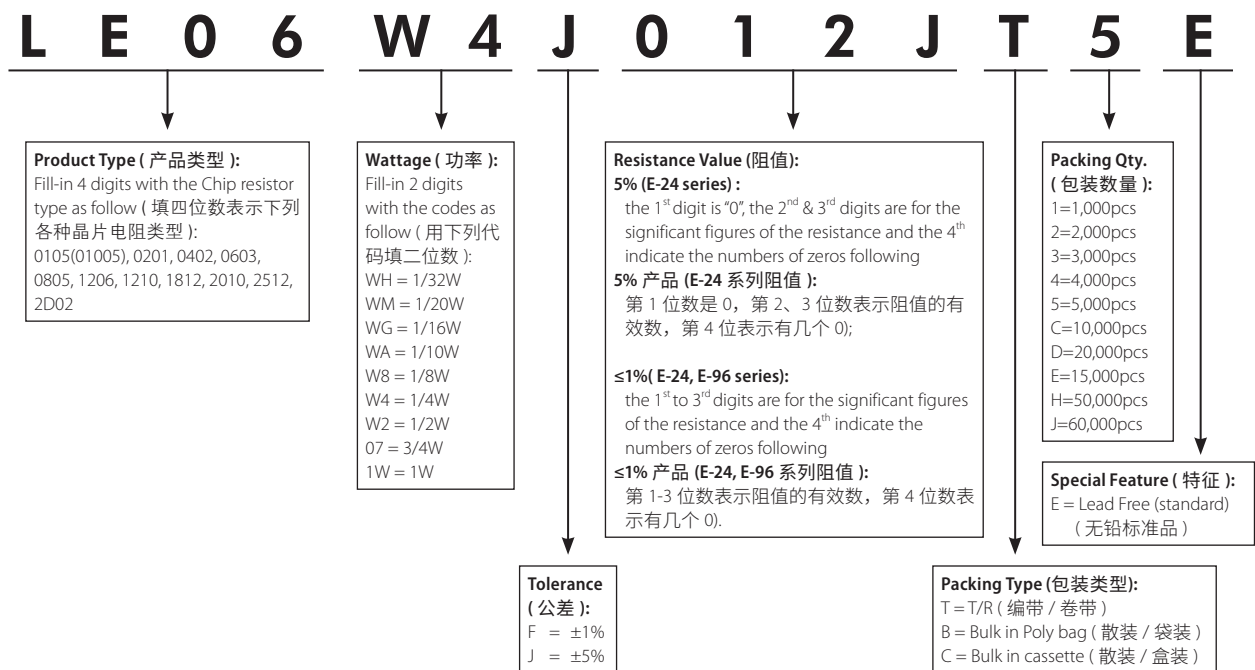 LE06 W4 J 012J T 5 E
Product Type ( 产品类型 ):
Fill-in 4 digits with the Chip resistor
type as follow ( 填四位数表示下列
各种晶片电阻类型 ):
0105(01005), 0201, 0402, 0603,
0805, 1206, 1210, 1812, 2010, 2512,
2D02
Wattage ( 功率 ):
Fill-in 2 digits
with the codes as
follow ( 用下列代
码填二位数 ):
WH = 1/32W
WM = 1/20W
WG = 1/16W
WA = 1/10W
W8 = 1/8W
W4 = 1/4W
W2 = 1/2W
07 = 3/4W
1W = 1W
Tolerance
( 公差 ):
F = ±1%
J = ±5%
Resistance Value (阻值):
5% (E-24 series) :
the 1st digit is “0”, the 2nd & 3rd digits are for the
significant figures of the resistance and the 4th
indicate the numbers of zeros following
5% 产品 (E-24 系列阻值 ):
第 1 位数是 0，第 2、3 位数表示阻值的有
效数，第 4 位表示有几个 0);
≤1%( E-24, E-96 series):
the 1st to 3rd digits are for the significant figures
of the resistance and the 4th indicate the
numbers of zeros following
≤1% 产品 (E-24, E-96 系列阻值 ):
第 1-3 位数表示阻值的有效数，第 4 位数表
示有几个 0).
Packing Type (包装类型):
T = T/R ( 编带 / 卷带 )
B = Bulk in Poly bag ( 散装 / 袋装 )
C = Bulk in cassette ( 散装 / 盒装 )
Packing Qty.
( 包装数量 ):
1=1,000pcs
2=2,000pcs
3=3,000pcs
4=4,000pcs
5=5,000pcs
C=10,000pcs
D=20,000pcs
E=15,000pcs
H=50,000pcs
J=60,000pcs
Special Feature ( 特征 ):
E = Lead Free (standard)
( 无铅标准品 )